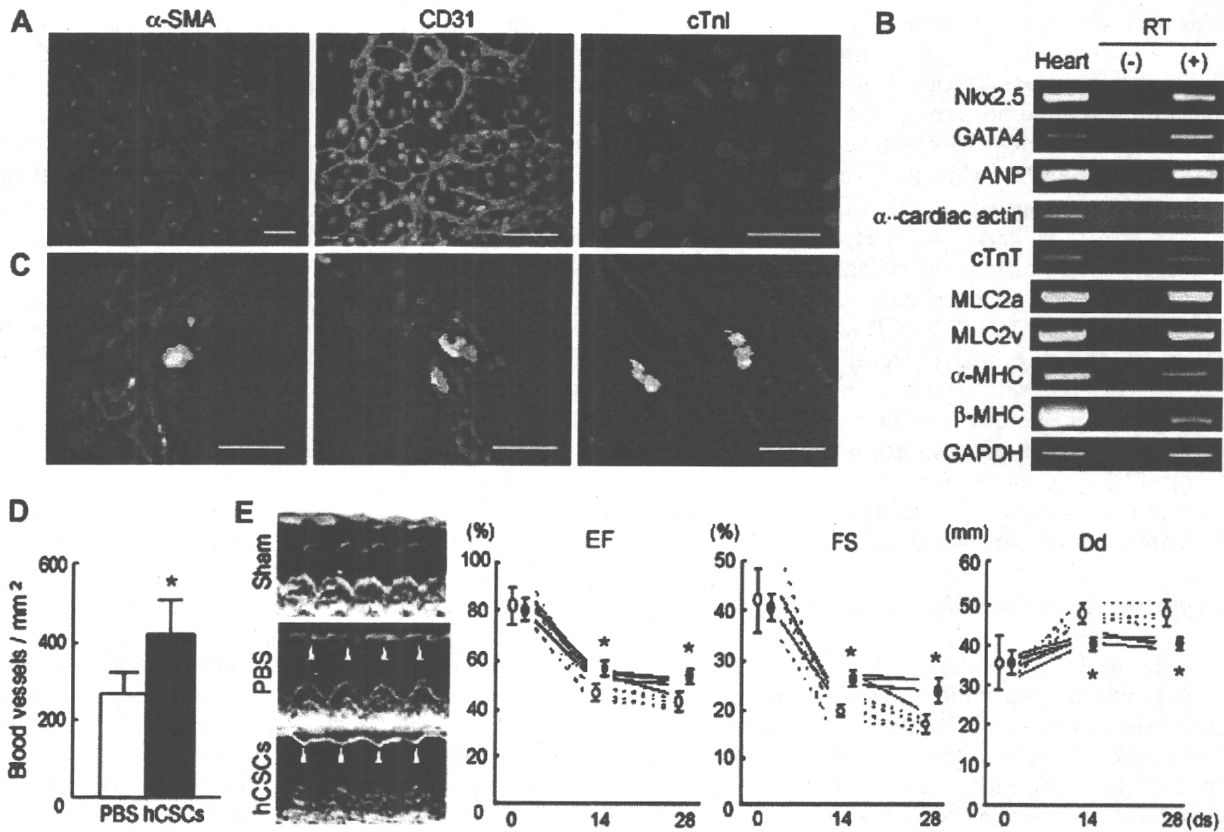 A
α-SMA
CD31
cTnI
B
RT
Heart
(-)
(+)
Nkx2.5
GATA4
ANP
α-cardiac actin
cTnT
MLC2a
MLC2v
α-MHC
β-MHC
GAPDH
C
D
Blood vessels / mm²
600
400
200
0
*
PBS hCSCs
E
Sham
PBS
hCSCs
(%)
EF
100
80
60
40
0
*
*
0
14
28
(%)
FS
50
40
30
20
10
0
*
*
0
14
28
(mm)
Dd
60
50
40
30
20
0
*
*
0
14
28
(ds)